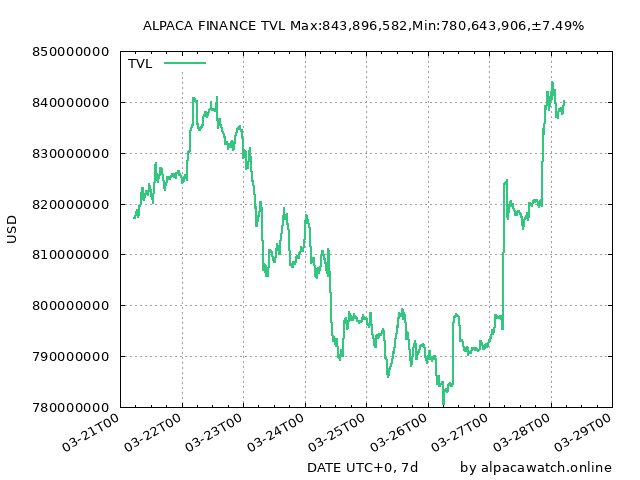 ALPACA FINANCE TVL Max:843,896,582,Min:780,643,906,±7.49%
850000000
TVL
840000000
830000000
820000000
USD
810000000
800000000
790000000
780000000
03-21T00 03-22T00 03-23T00 03-24T00 03-25T00 03-26T00 03-27T00 03-28T00 03-29T00
DATE UTC+0, 7d by alpacawatch.online